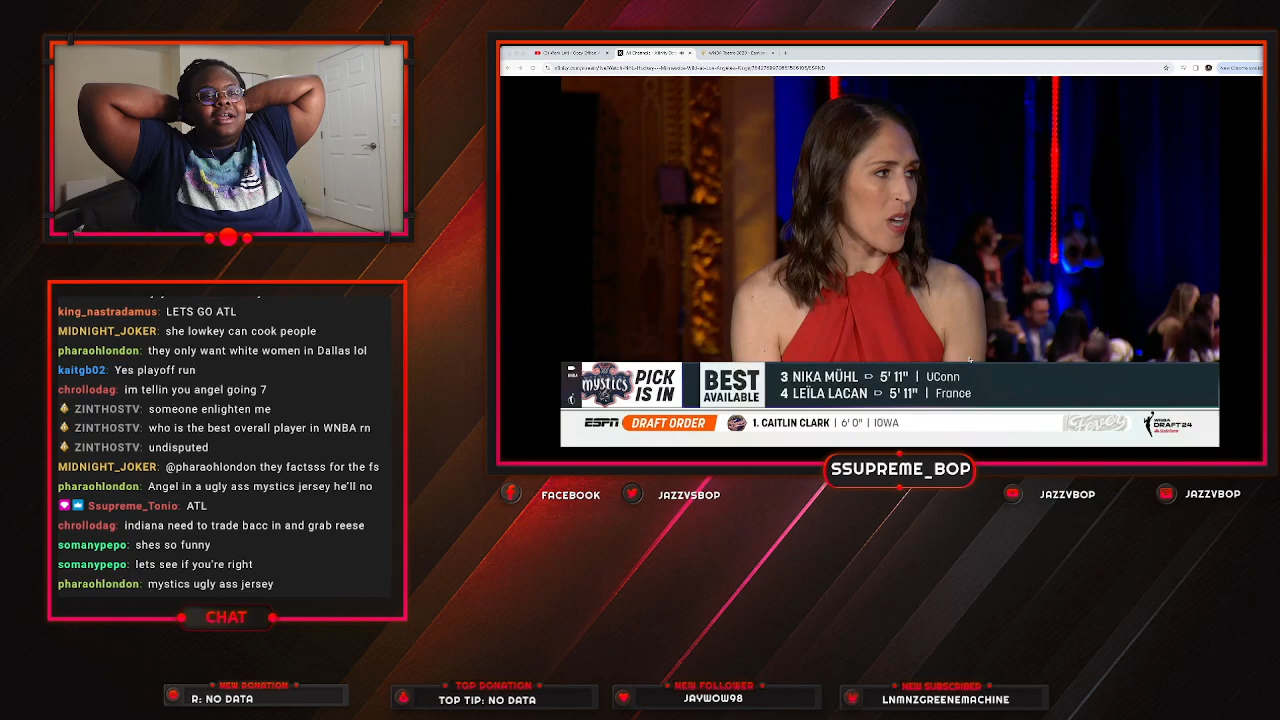 king_nastradamus: LETS GO ATL
MIDNIGHT_JOKER: she lowkey can cook people
pharaohlondon: they only want white women in Dallas lol
kaitgb02: Yes playoff run
chrollodag: im tellin you angel going 7
ZINTHOSTV: someone enlighten me
ZINTHOSTV: who is the best overall player in WNBA rn
ZINTHOSTV: undisputed
MIDNIGHT_JOKER: @pharaohlondon they factsss for the fs
pharaohlondon: Angel in a ugly ass mystics jersey he'll no
Ssupreme_Tonio: ATL
chrollodag: indiana need to trade bacc in and grab reese
somanypepo: shes so funny
somanypepo: lets see if you're right
pharaohlondon: mystics ugly ass jersey
CHAT
New Chrome
MYSTICS
PICK IS IN
BEST AVAILABLE
3 NIKA MÜHL 5' 11" | UConn
4 LEÏLA LACAN 5' 11" | France
ESPN DRAFT ORDER 1. CAITLIN CLARK | 6' 0" | IOWA
WNBA DRAFT 24
SSUPREME_BOP
FACEBOOK
JAZZVSBOP
JAZZVBOP
JAZZVBOP
NEW DONATION
R: NO DATA
TOP DONATION
TOP TIP: NO DATA
NEW FOLLOWER
JAYWOW98
NEW SUBSCRIBER
LNMNZGREENEMACHINE